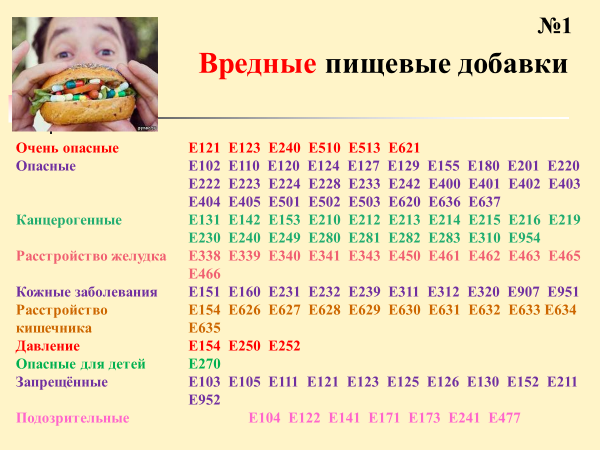 №1
Вредные пищевые добавки
Очень опасные E121 E123 E240 E510 E513 E621
Опасные E102 E110 E120 E124 E127 E129 E155 E180 E201 E220
E222 E223 E224 E228 E233 E242 E400 E401 E402 E403
E404 E405 E501 E502 E503 E620 E636 E637
Канцерогенные E131 E142 E153 E210 E212 E213 E214 E215 E216 E219
E230 E240 E249 E280 E281 E282 E283 E310 E954
Расстройство желудка E338 E339 E340 E341 E343 E450 E461 E462 E463 E465
E466
Кожные заболевания E151 E160 E231 E232 E239 E311 E312 E320 E907 E951
Расстройство E154 E626 E627 E628 E629 E630 E631 E632 E633 E634
кишечника E635
Давление E154 E250 E252
Опасные для детей E270
Запрещённые E103 E105 E111 E121 E123 E125 E126 E130 E152 E211
E952
Подозрительные E104 E122 E141 E171 E173 E241 E477